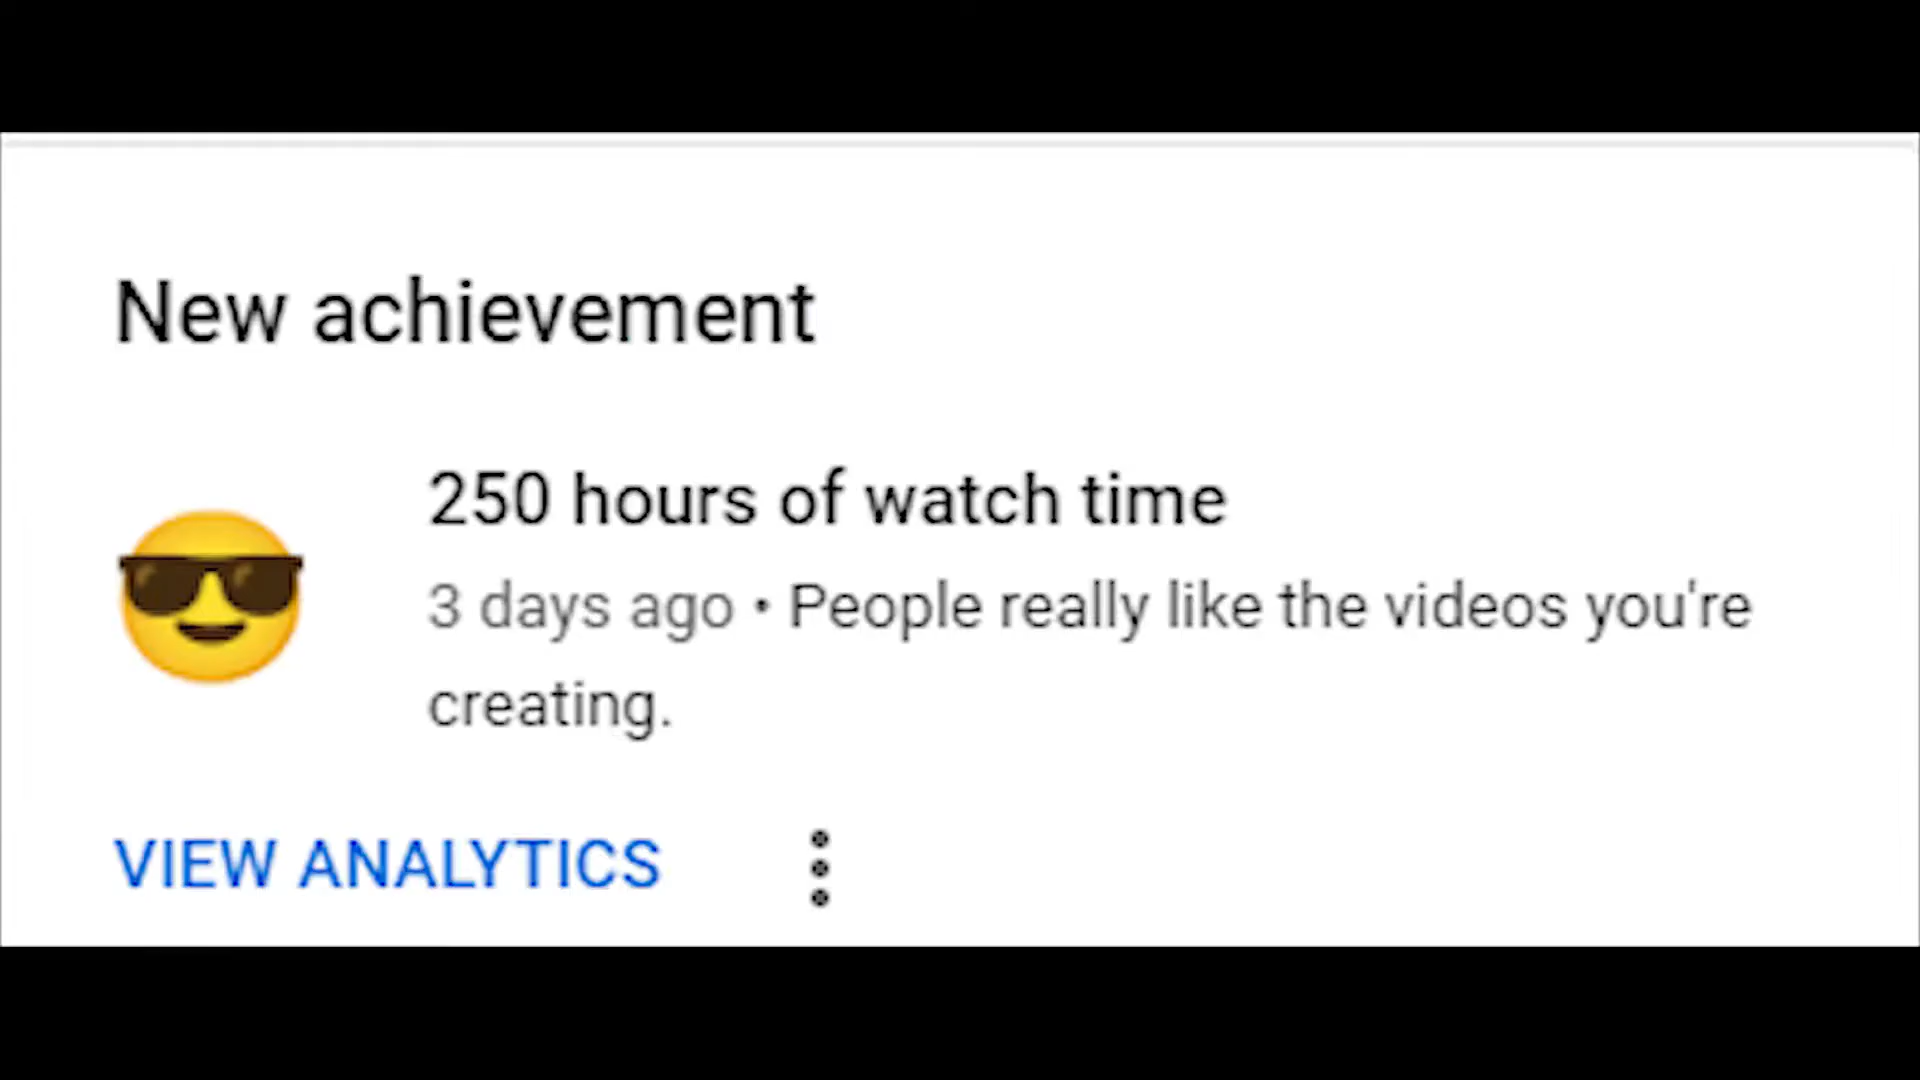 New achievement
250 hours of watch time
3 days ago • People really like the videos you're
creating.
VIEW ANALYTICS